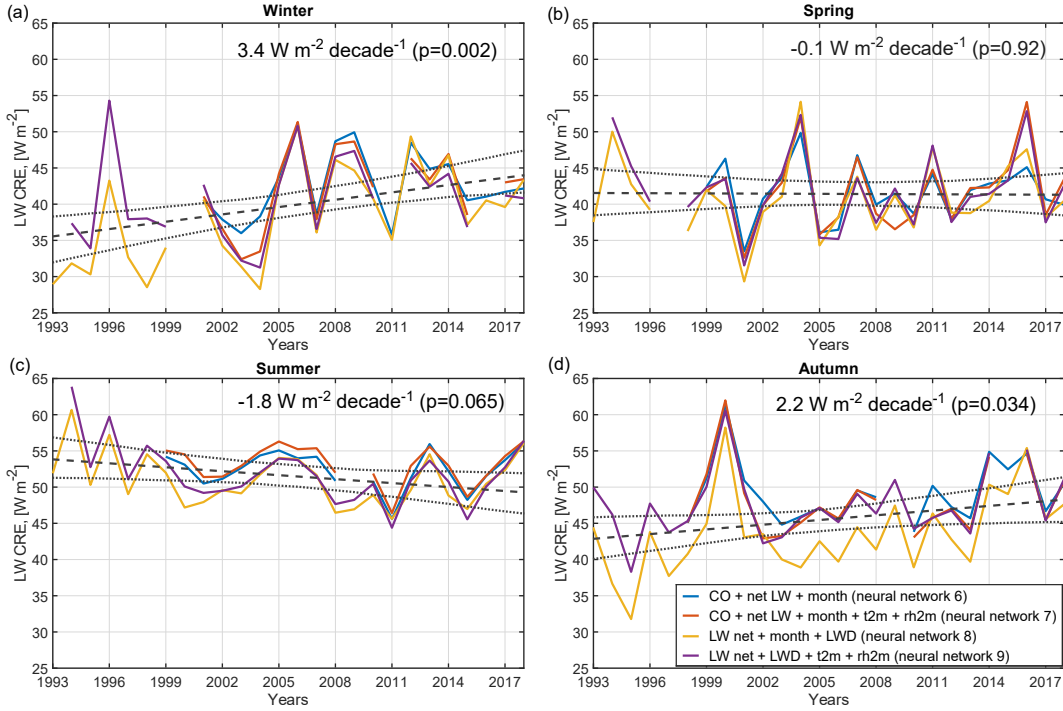 (a)
Winter
3.4 W m-2 decade-1 (p=0.002)
LW CRE, [W m-2]
65
60
55
50
45
40
35
30
25
1993 1996 1999 2002 2005 2008 2011 2014 2017
Years
(b)
Spring
-0.1 W m-2 decade-1 (p=0.92)
LW CRE, [W m-2]
65
60
55
50
45
40
35
30
25
1993 1996 1999 2002 2005 2008 2011 2014 2017
Years
(c)
Summer
-1.8 W m-2 decade-1 (p=0.065)
LW CRE, [W m-2]
65
60
55
50
45
40
35
30
25
1993 1996 1999 2002 2005 2008 2011 2014 2017
Years
(d)
Autumn
2.2 W m-2 decade-1 (p=0.034)
LW CRE, [W m-2]
65
60
55
50
45
40
35
30
25
CO + net LW + month (neural network 6)
CO + net LW + month + t2m + rh2m (neural network 7)
LW net + month + LWD (neural network 8)
LW net + LWD + t2m + rh2m (neural network 9)
1993 1996 1999 2002 2005 2008 2011 2014 2017
Years